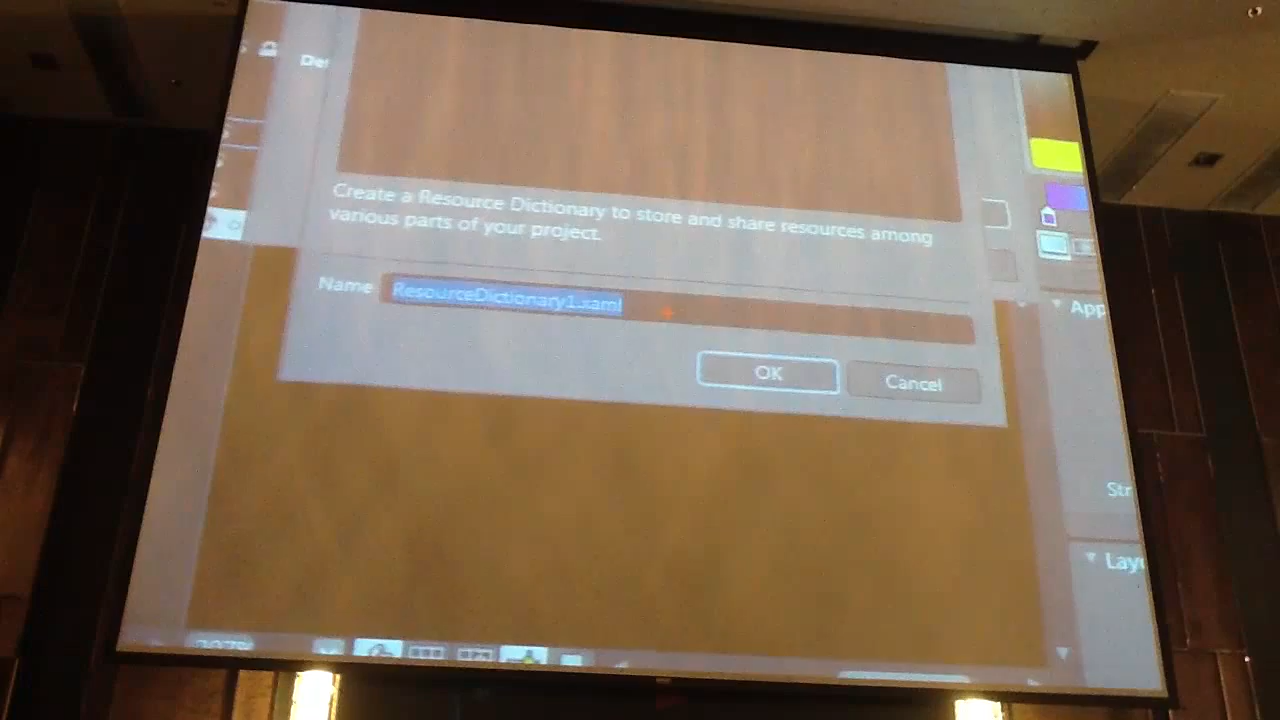 Create a Resource Dictionary to store and share resources among
various parts of your project.
Name
ResourceDictionary1.xaml
OK
Cancel
App
Str
Lay